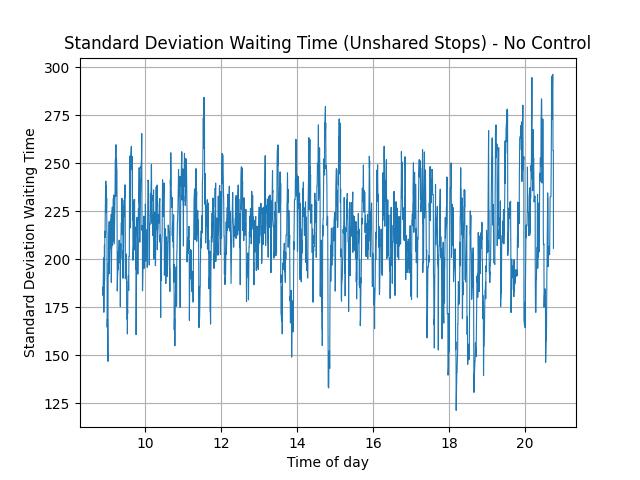 Standard Deviation Waiting Time (Unshared Stops) - No Control
300
275
250
225
200
175
150
125
Standard Deviation Waiting Time
10 12 14 16 18 20
Time of day